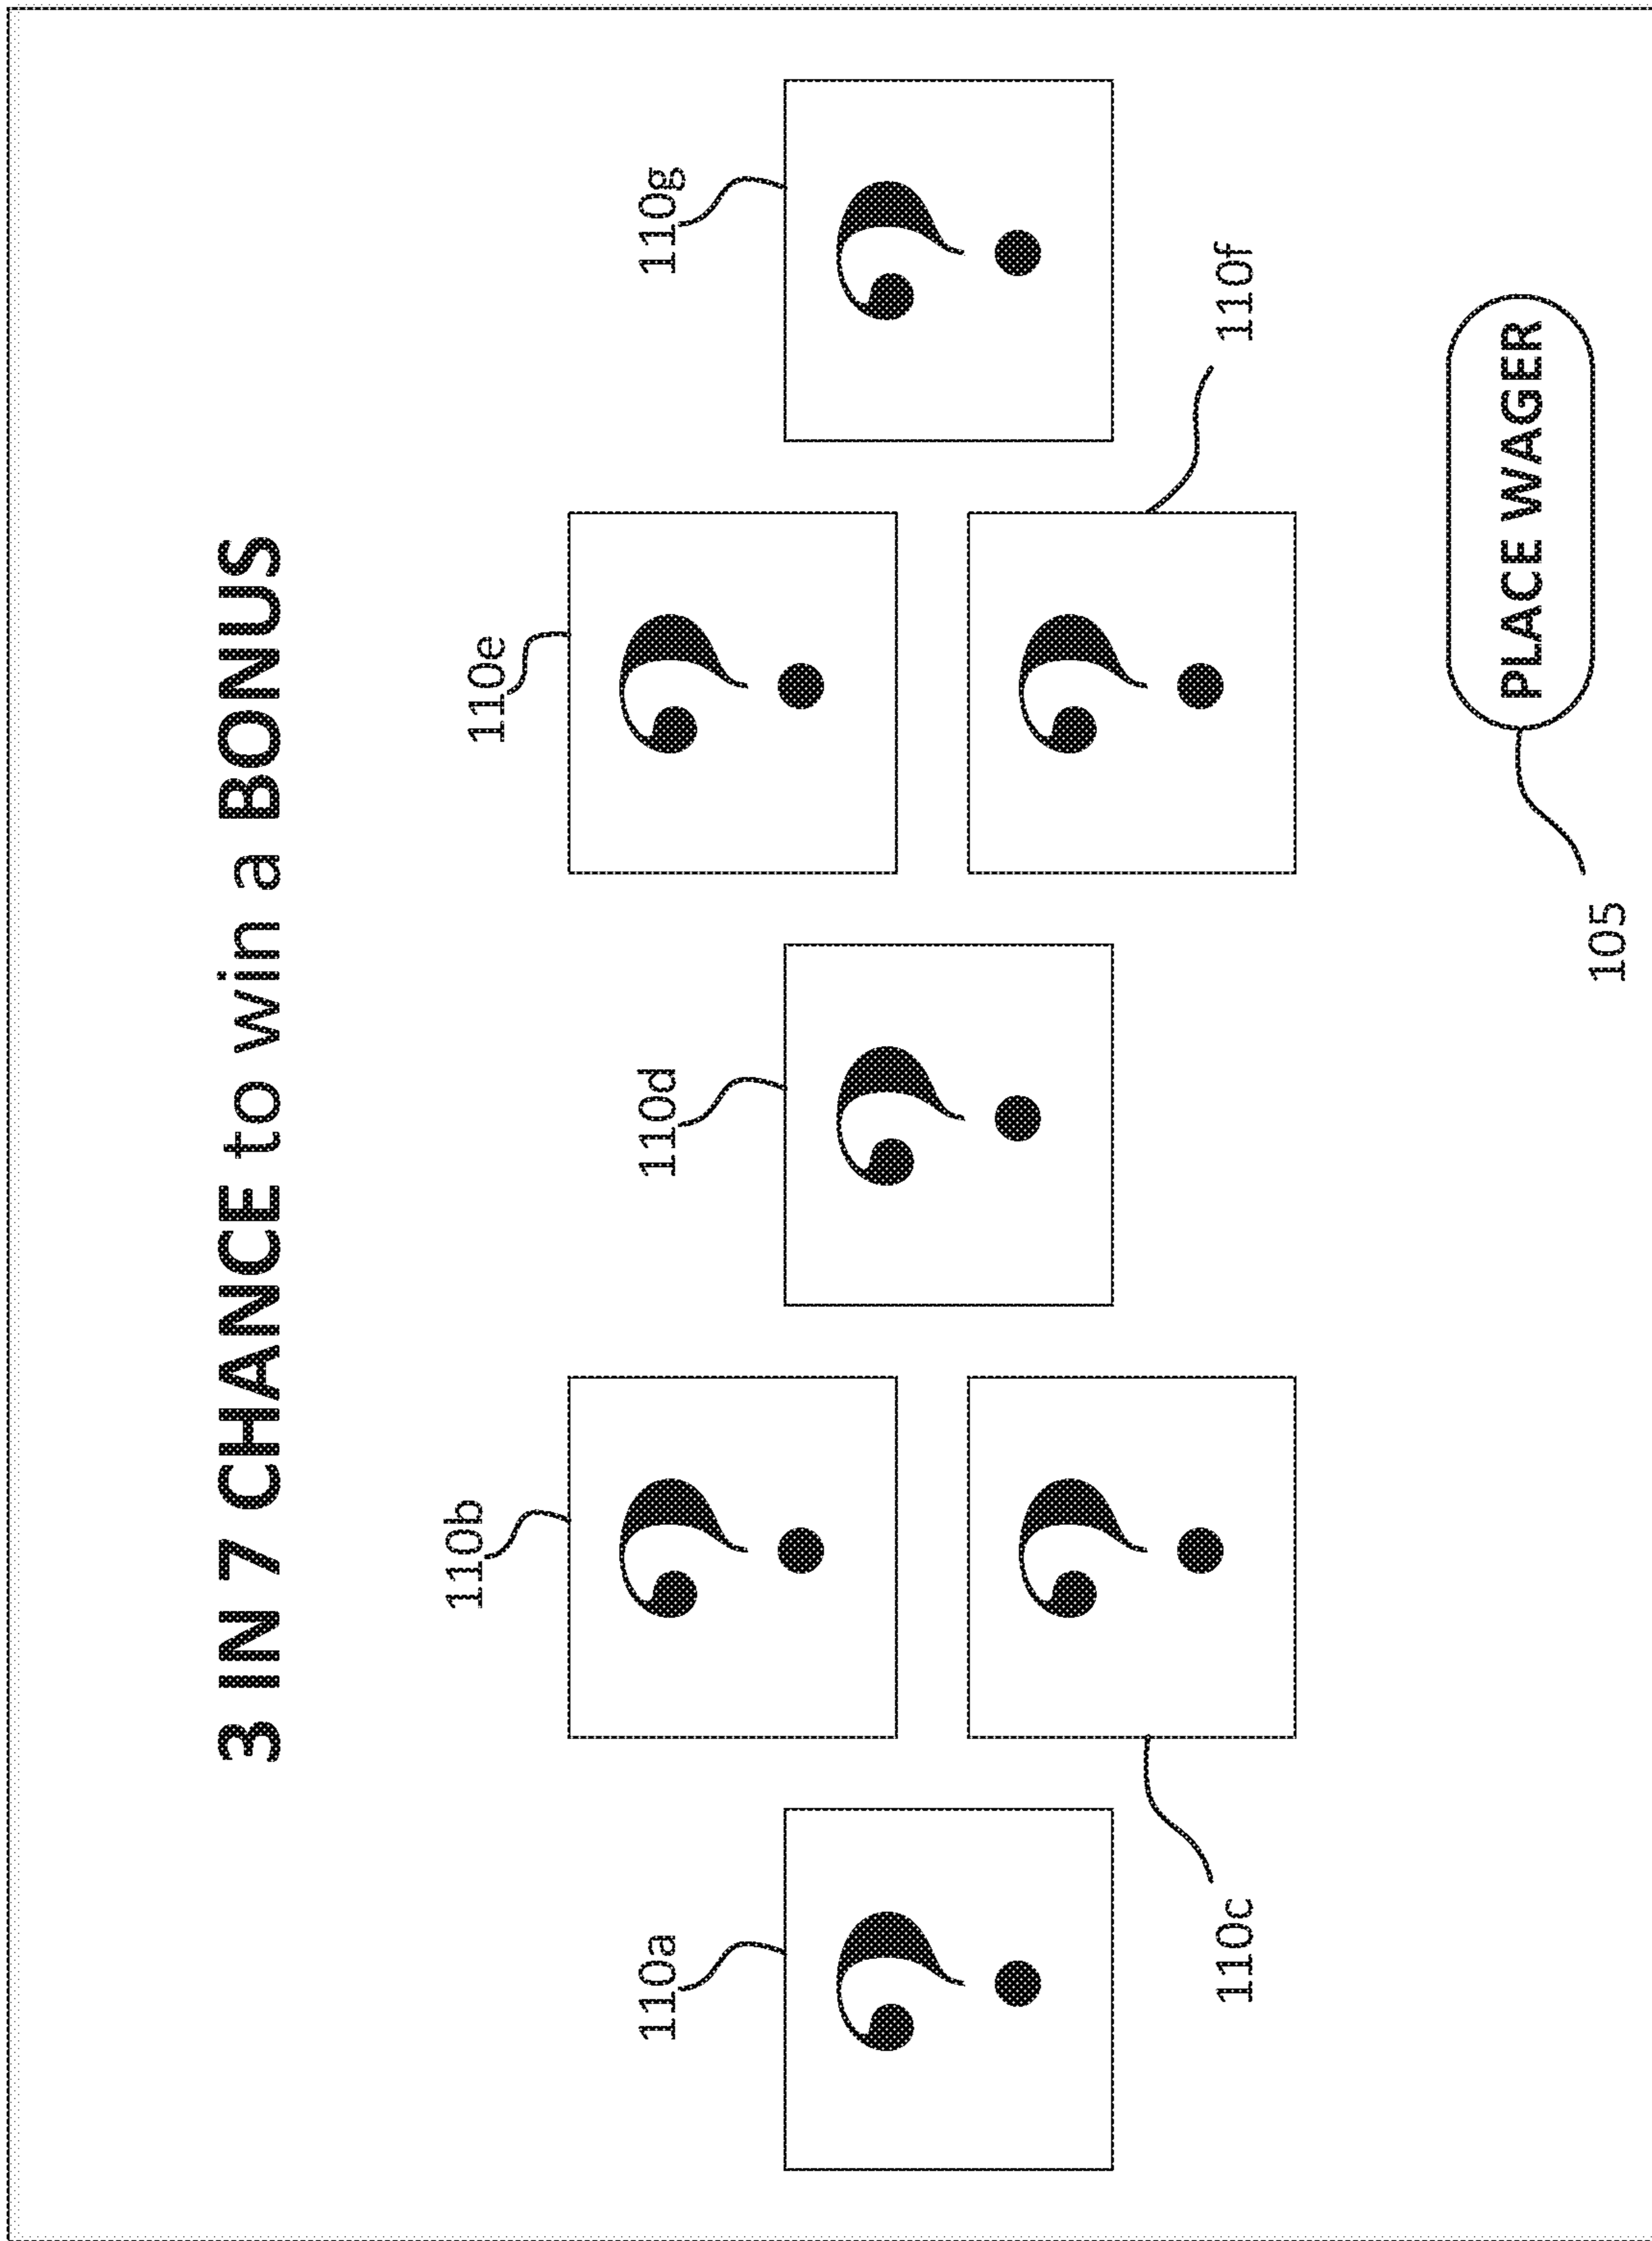 3 IN 7 CHANCE to win a BONUS
110b
110e
110a
110d
110g
?
?
?
?
?
?
?
110c
110f
PLACE WAGER
105